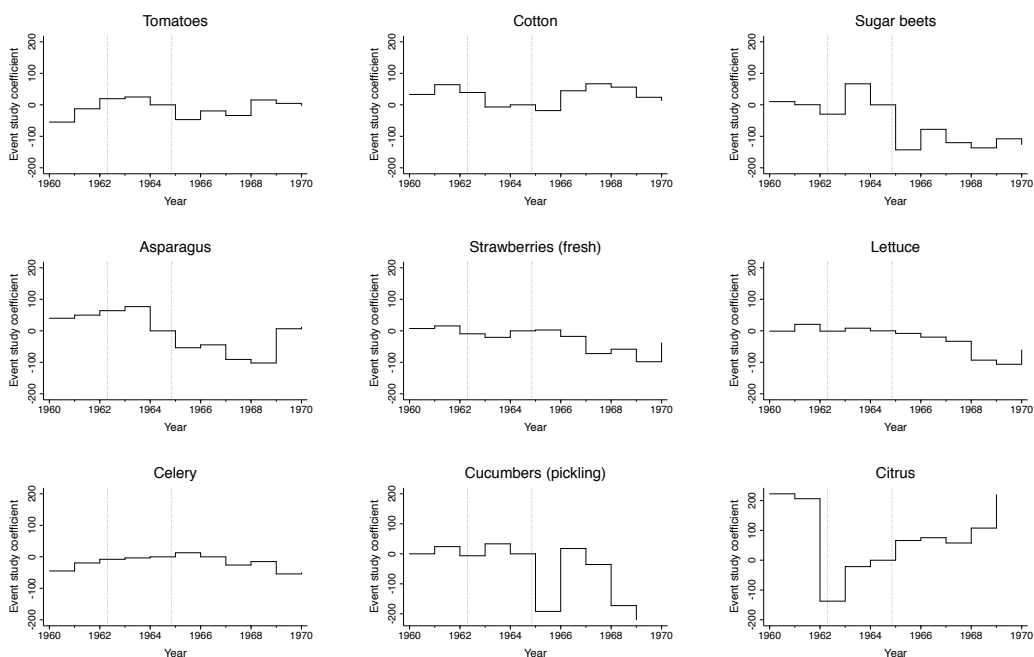 Tomatoes
Event study coefficient
200
100
0
-100
-200
1960 1962 1964 1966 1968 1970
Year
Cotton
Event study coefficient
200
100
0
-100
-200
1960 1962 1964 1966 1968 1970
Year
Sugar beets
Event study coefficient
200
100
0
-100
-200
1960 1962 1964 1966 1968 1970
Year
Asparagus
Event study coefficient
200
100
0
-100
-200
1960 1962 1964 1966 1968 1970
Year
Strawberries (fresh)
Event study coefficient
200
100
0
-100
-200
1960 1962 1964 1966 1968 1970
Year
Lettuce
Event study coefficient
200
100
0
-100
-200
1960 1962 1964 1966 1968 1970
Year
Celery
Event study coefficient
200
100
0
-100
-200
1960 1962 1964 1966 1968 1970
Year
Cucumbers (pickling)
Event study coefficient
200
100
0
-100
-200
1960 1962 1964 1966 1968 1970
Year
Citrus
Event study coefficient
200
100
0
-100
-200
1960 1962 1964 1966 1968 1970
Year